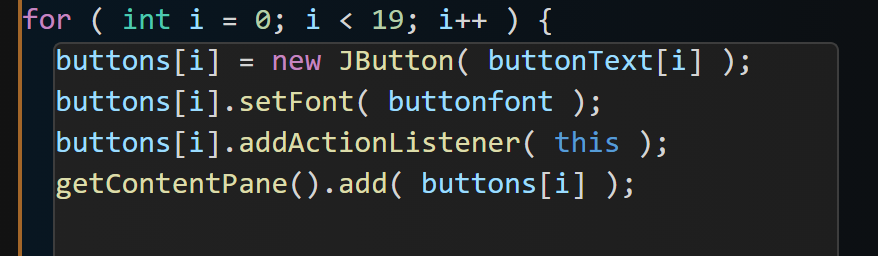 for ( int i = 0; i < 19; i++ ) {
buttons[i] = new JButton( buttonText[i] );
buttons[i].setFont( buttonfont );
buttons[i].addActionListener( this );
getContentPane().add( buttons[i] );